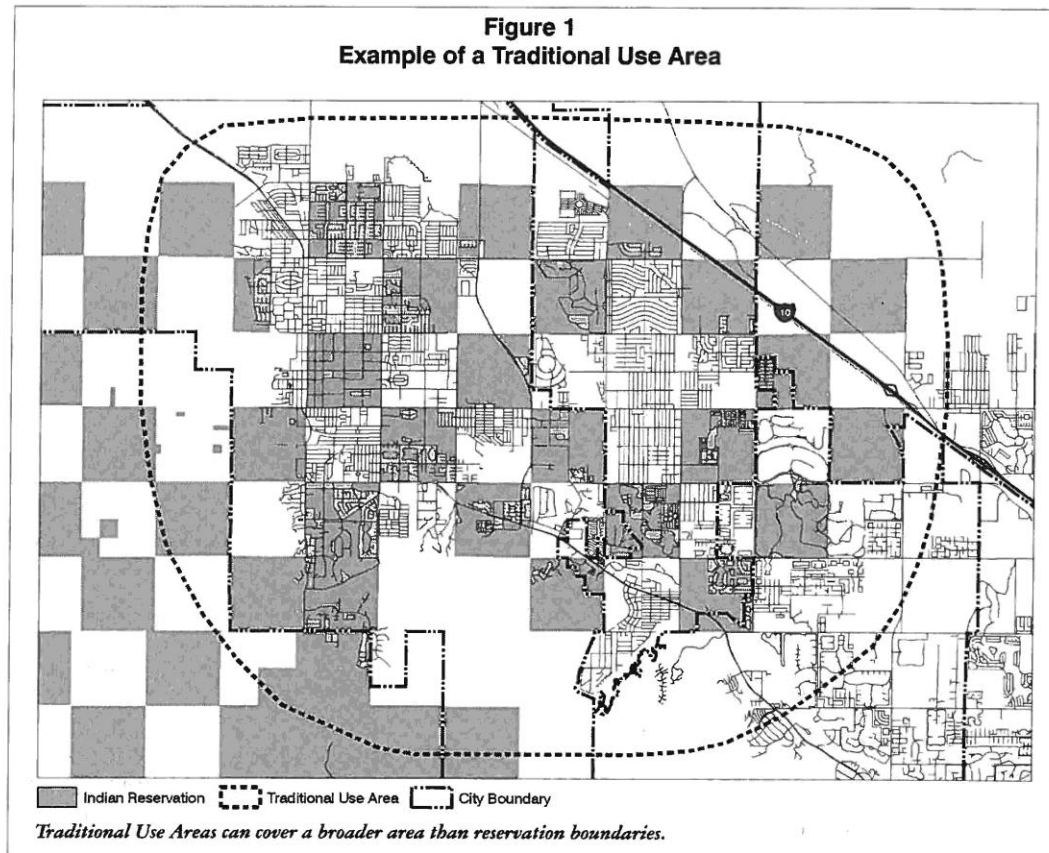 Figure 1
Example of a Traditional Use Area
10
Indian Reservation Traditional Use Area City Boundary
Traditional Use Areas can cover a broader area than reservation boundaries.